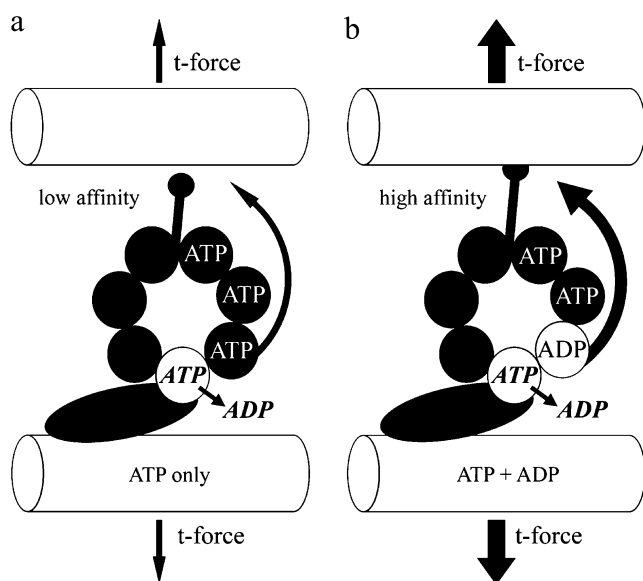 a
t-force
low affinity
ATP
ATP
ATP
ATP
ADP
ATP only
t-force
b
t-force
high affinity
ATP
ATP
ADP
ATP
ADP
ATP + ADP
t-force